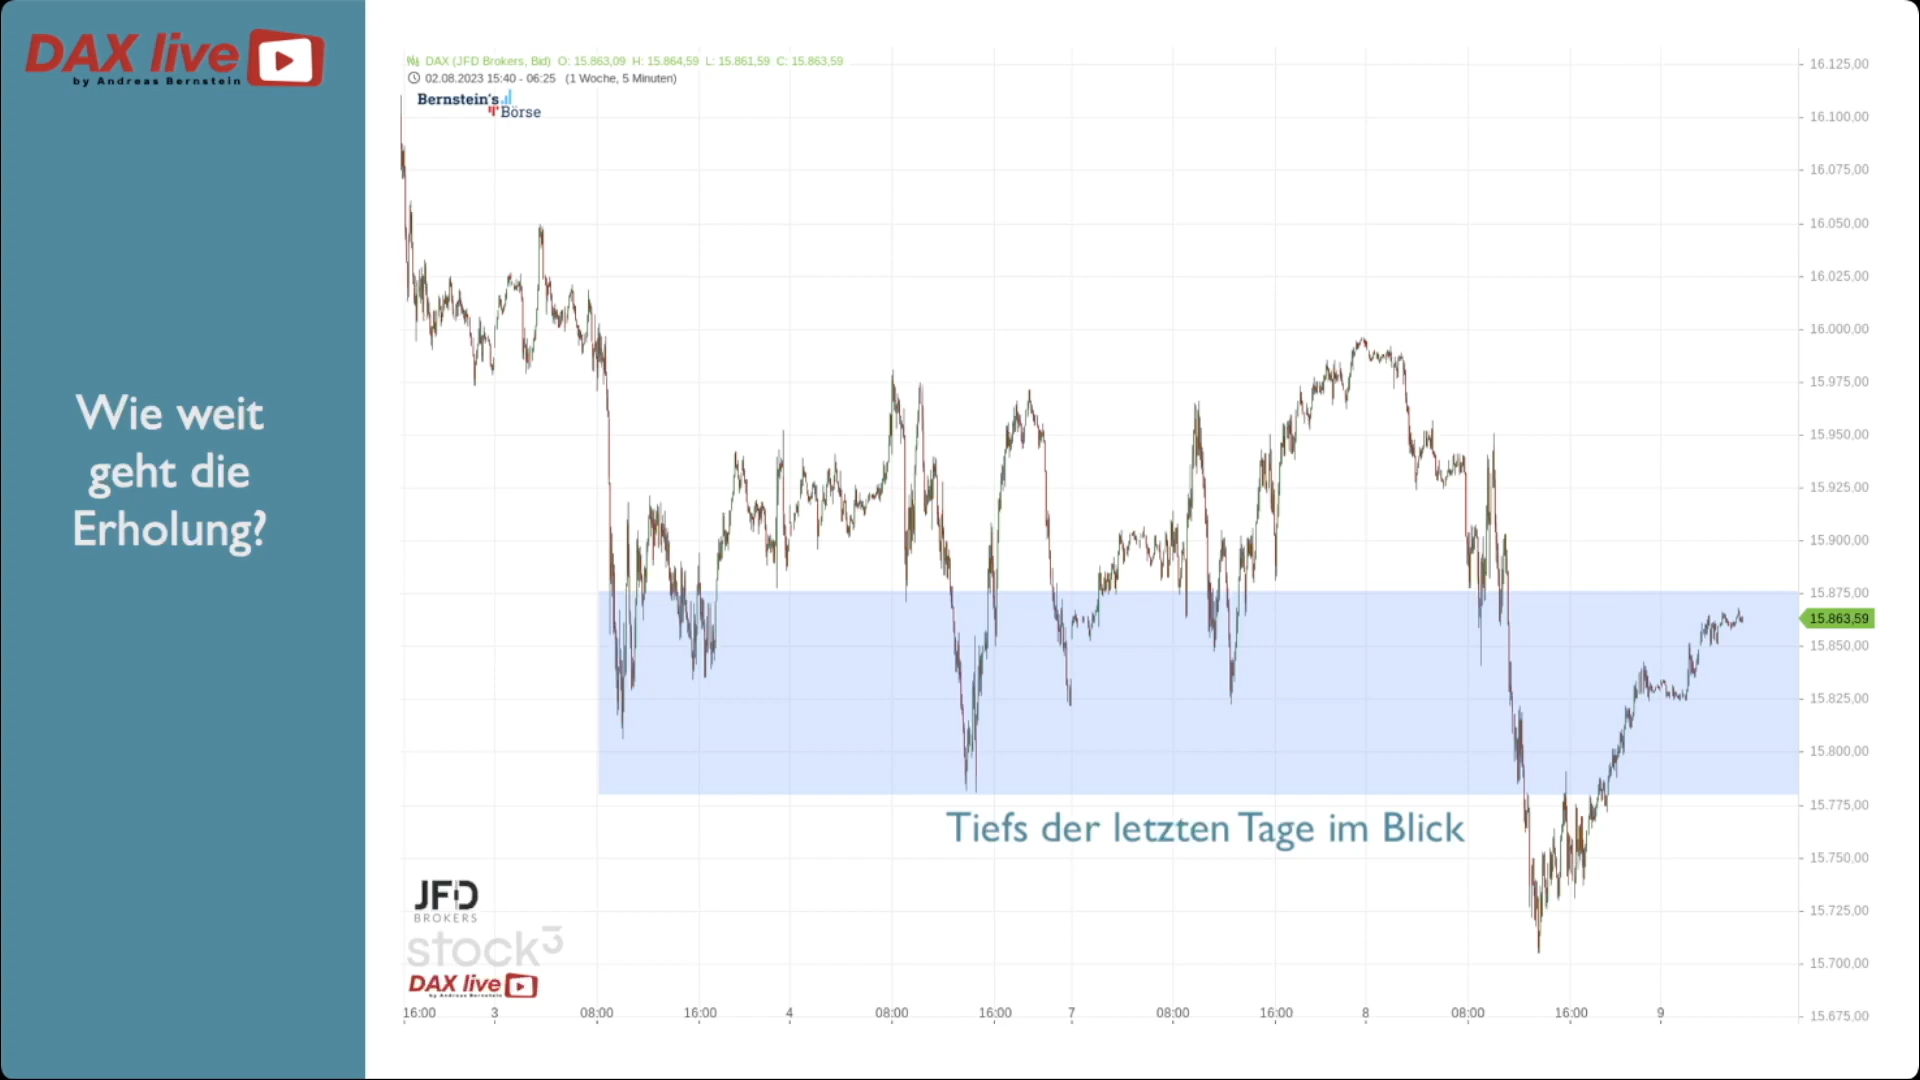 DAX live
by Andreas Bernstein
Wie weit
geht die
Erholung?
DAX (JFD Brokers, Bid) O: 15.863,09 H: 15.864,59 L: 15.861,59 C: 15.863,59
02.08.2023 15:40 - 06:25 (1 Woche, 5 Minuten)
Bernstein's
Börse
16.125,00
16.100,00
16.075,00
16.050,00
16.025,00
16.000,00
15.975,00
15.950,00
15.925,00
15.900,00
15.875,00
15.863,59
15.850,00
15.825,00
15.800,00
15.775,00
15.750,00
15.725,00
15.700,00
15.675,00
Tiefs der letzten Tage im Blick
JFD
BROKERS
stock3
DAX live
by Andreas Bernstein
16:00 3 08:00 16:00 4 08:00 16:00 7 08:00 16:00 8 08:00 16:00 9